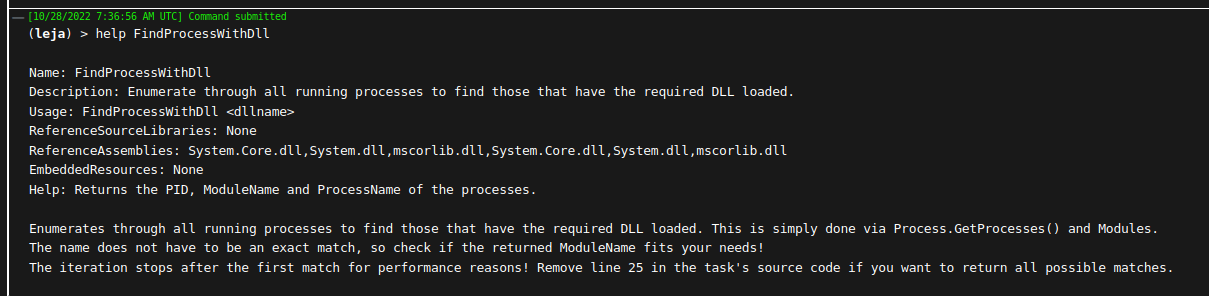 [10/28/2022 7:36:56 AM UTC] Command submitted
(leja) > help FindProcessWithDll
Name: FindProcessWithDll
Description: Enumerate through all running processes to find those that have the required DLL loaded.
Usage: FindProcessWithDll <dllname>
ReferenceSourceLibraries: None
ReferenceAssemblies: System.Core.dll,System.dll,mscorlib.dll,System.Core.dll,System.dll,mscorlib.dll
EmbeddedResources: None
Help: Returns the PID, ModuleName and ProcessName of the processes.
Enumerates through all running processes to find those that have the required DLL loaded. This is simply done via Process.GetProcesses() and Modules.
The name does not have to be an exact match, so check if the returned ModuleName fits your needs!
The iteration stops after the first match for performance reasons! Remove line 25 in the task's source code if you want to return all possible matches.